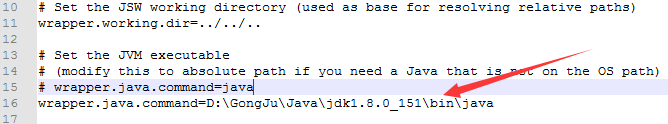 10 # Set the JSW working directory (used as base for resolving relative paths)
11 wrapper.working.dir=../../..
12
13 # Set the JVM executable
14 # (modify this to absolute path if you need a Java that is not on the OS path)
15 # wrapper.java.command=java
16 wrapper.java.command=D:\GongJu\Java\jdk1.8.0_151\bin\java